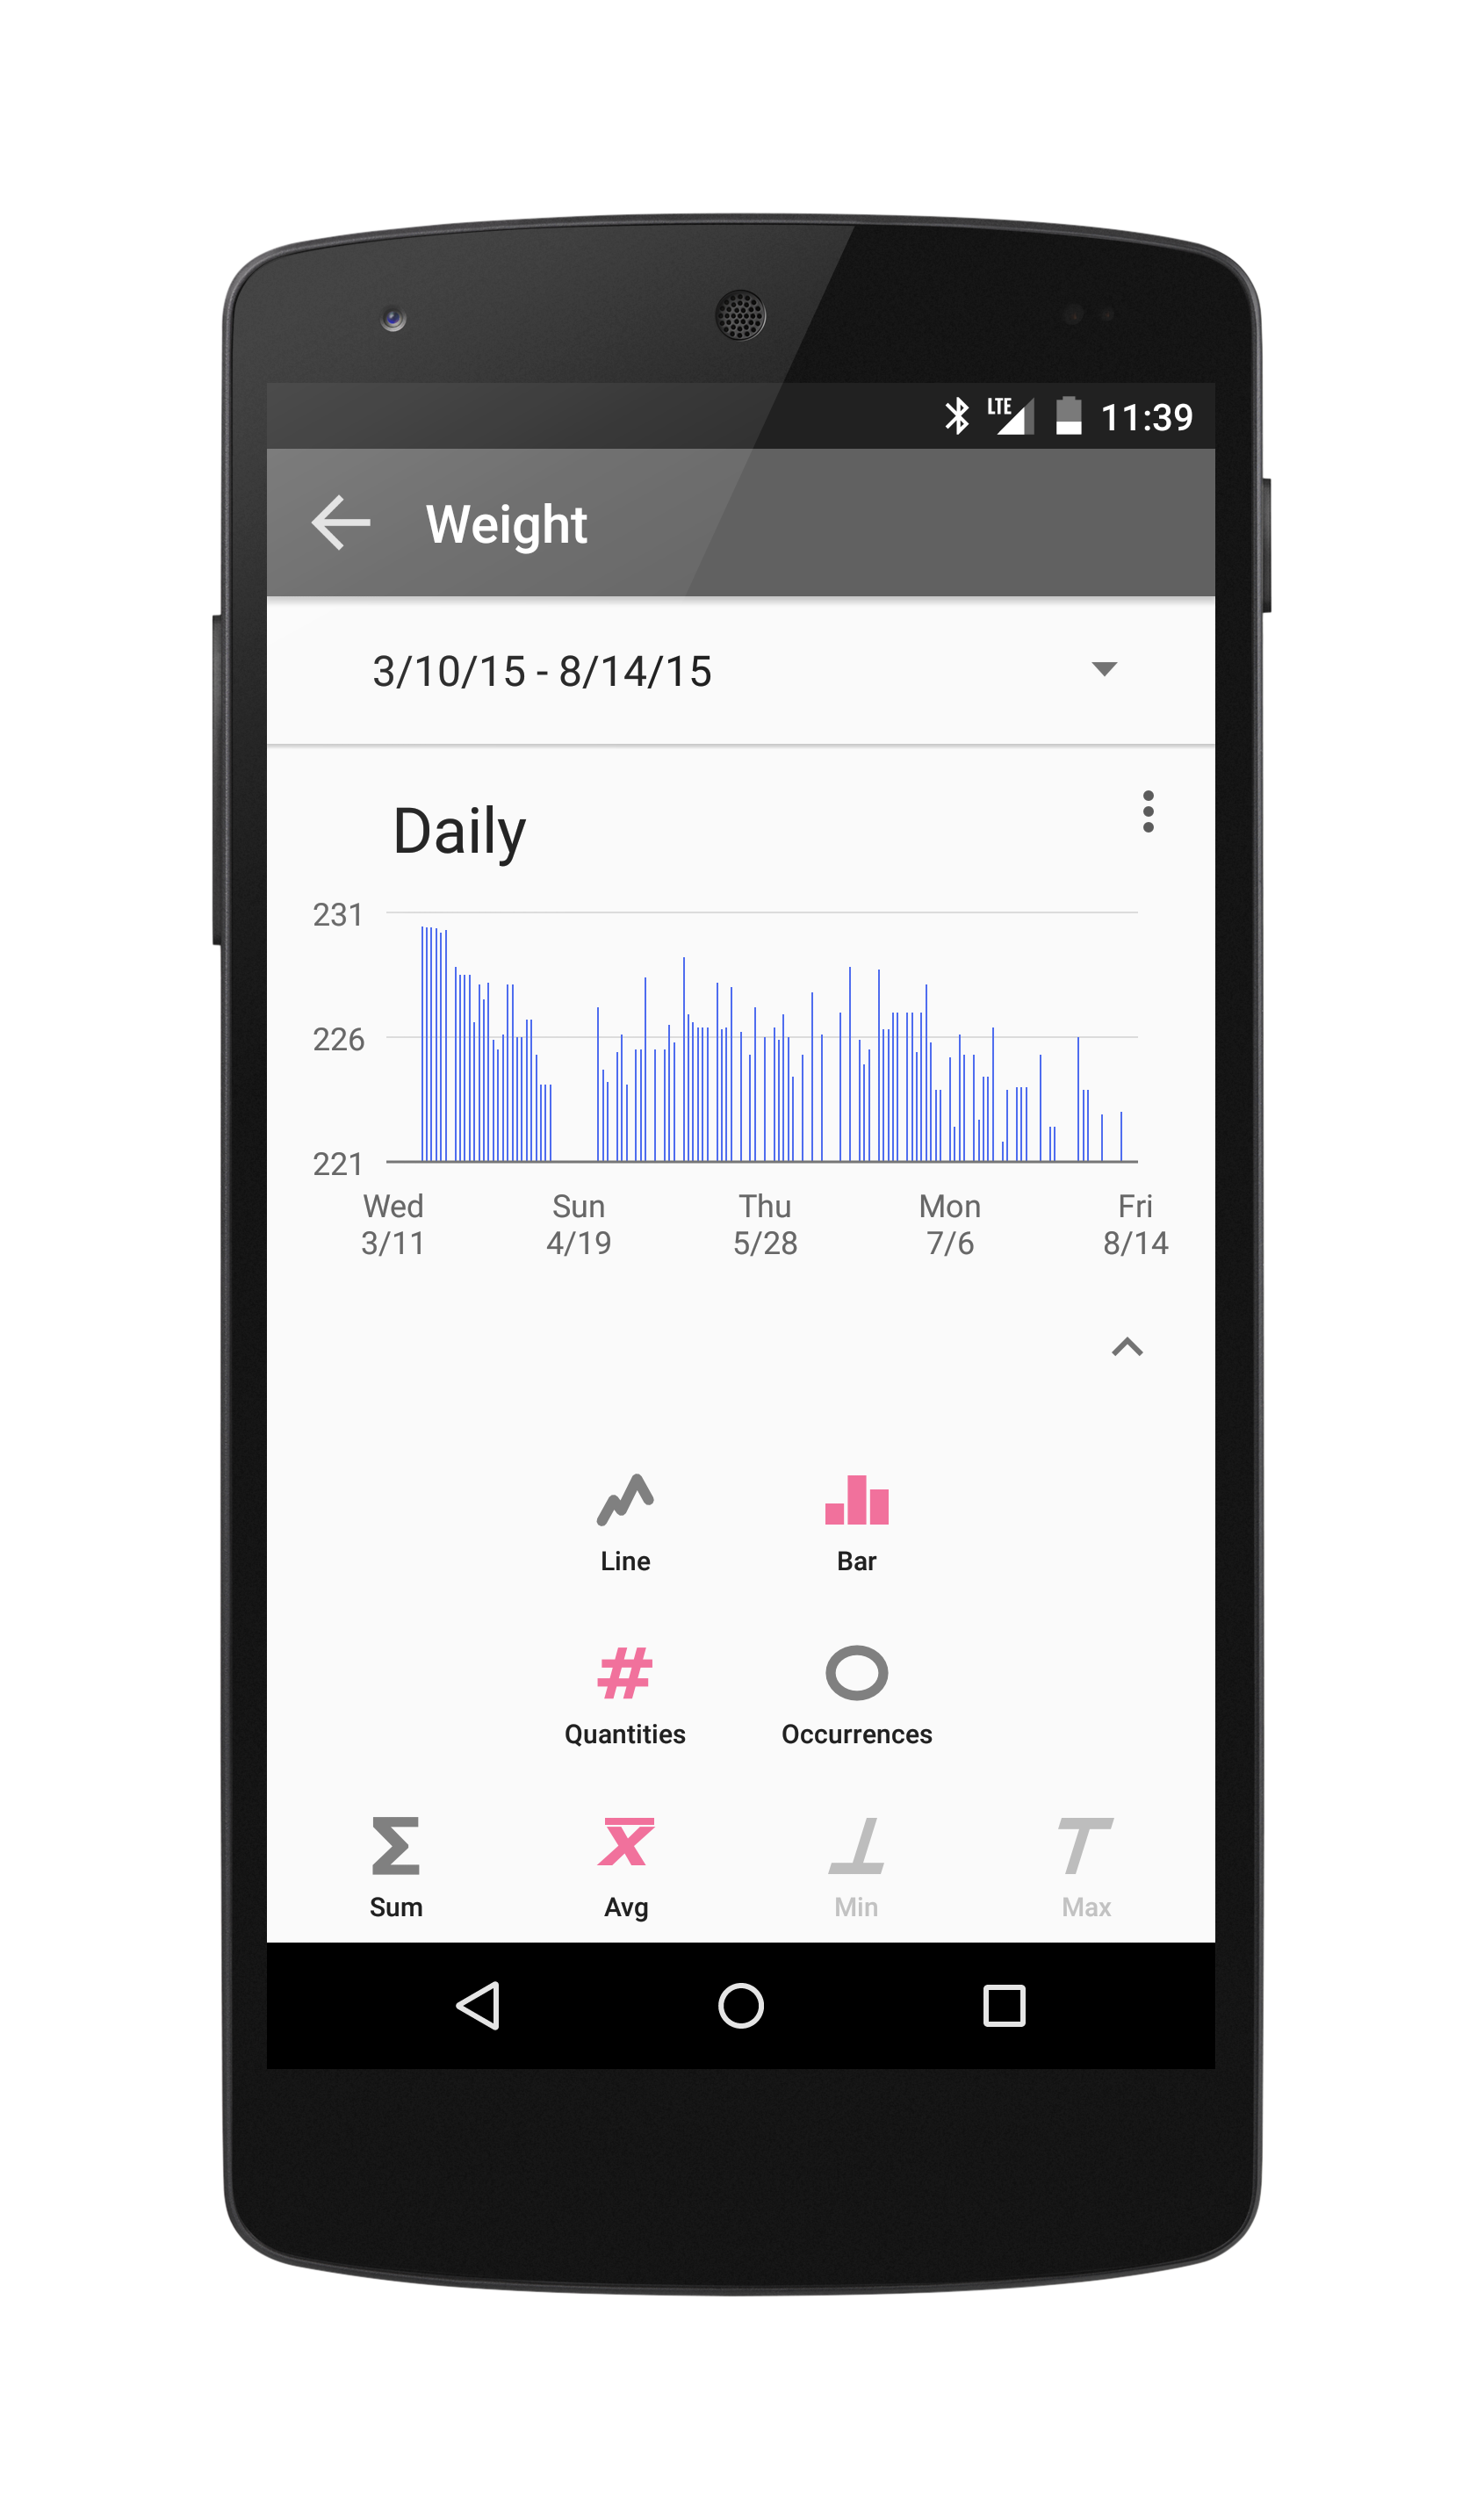 LTE 11:39
Weight
3/10/15 - 8/14/15
Daily
231
226
221
Wed Sun Thu Mon Fri
3/11 4/19 5/28 7/6 8/14
Line Bar
#
Quantities Occurrences
Σ x̅
Sum Avg Min Max